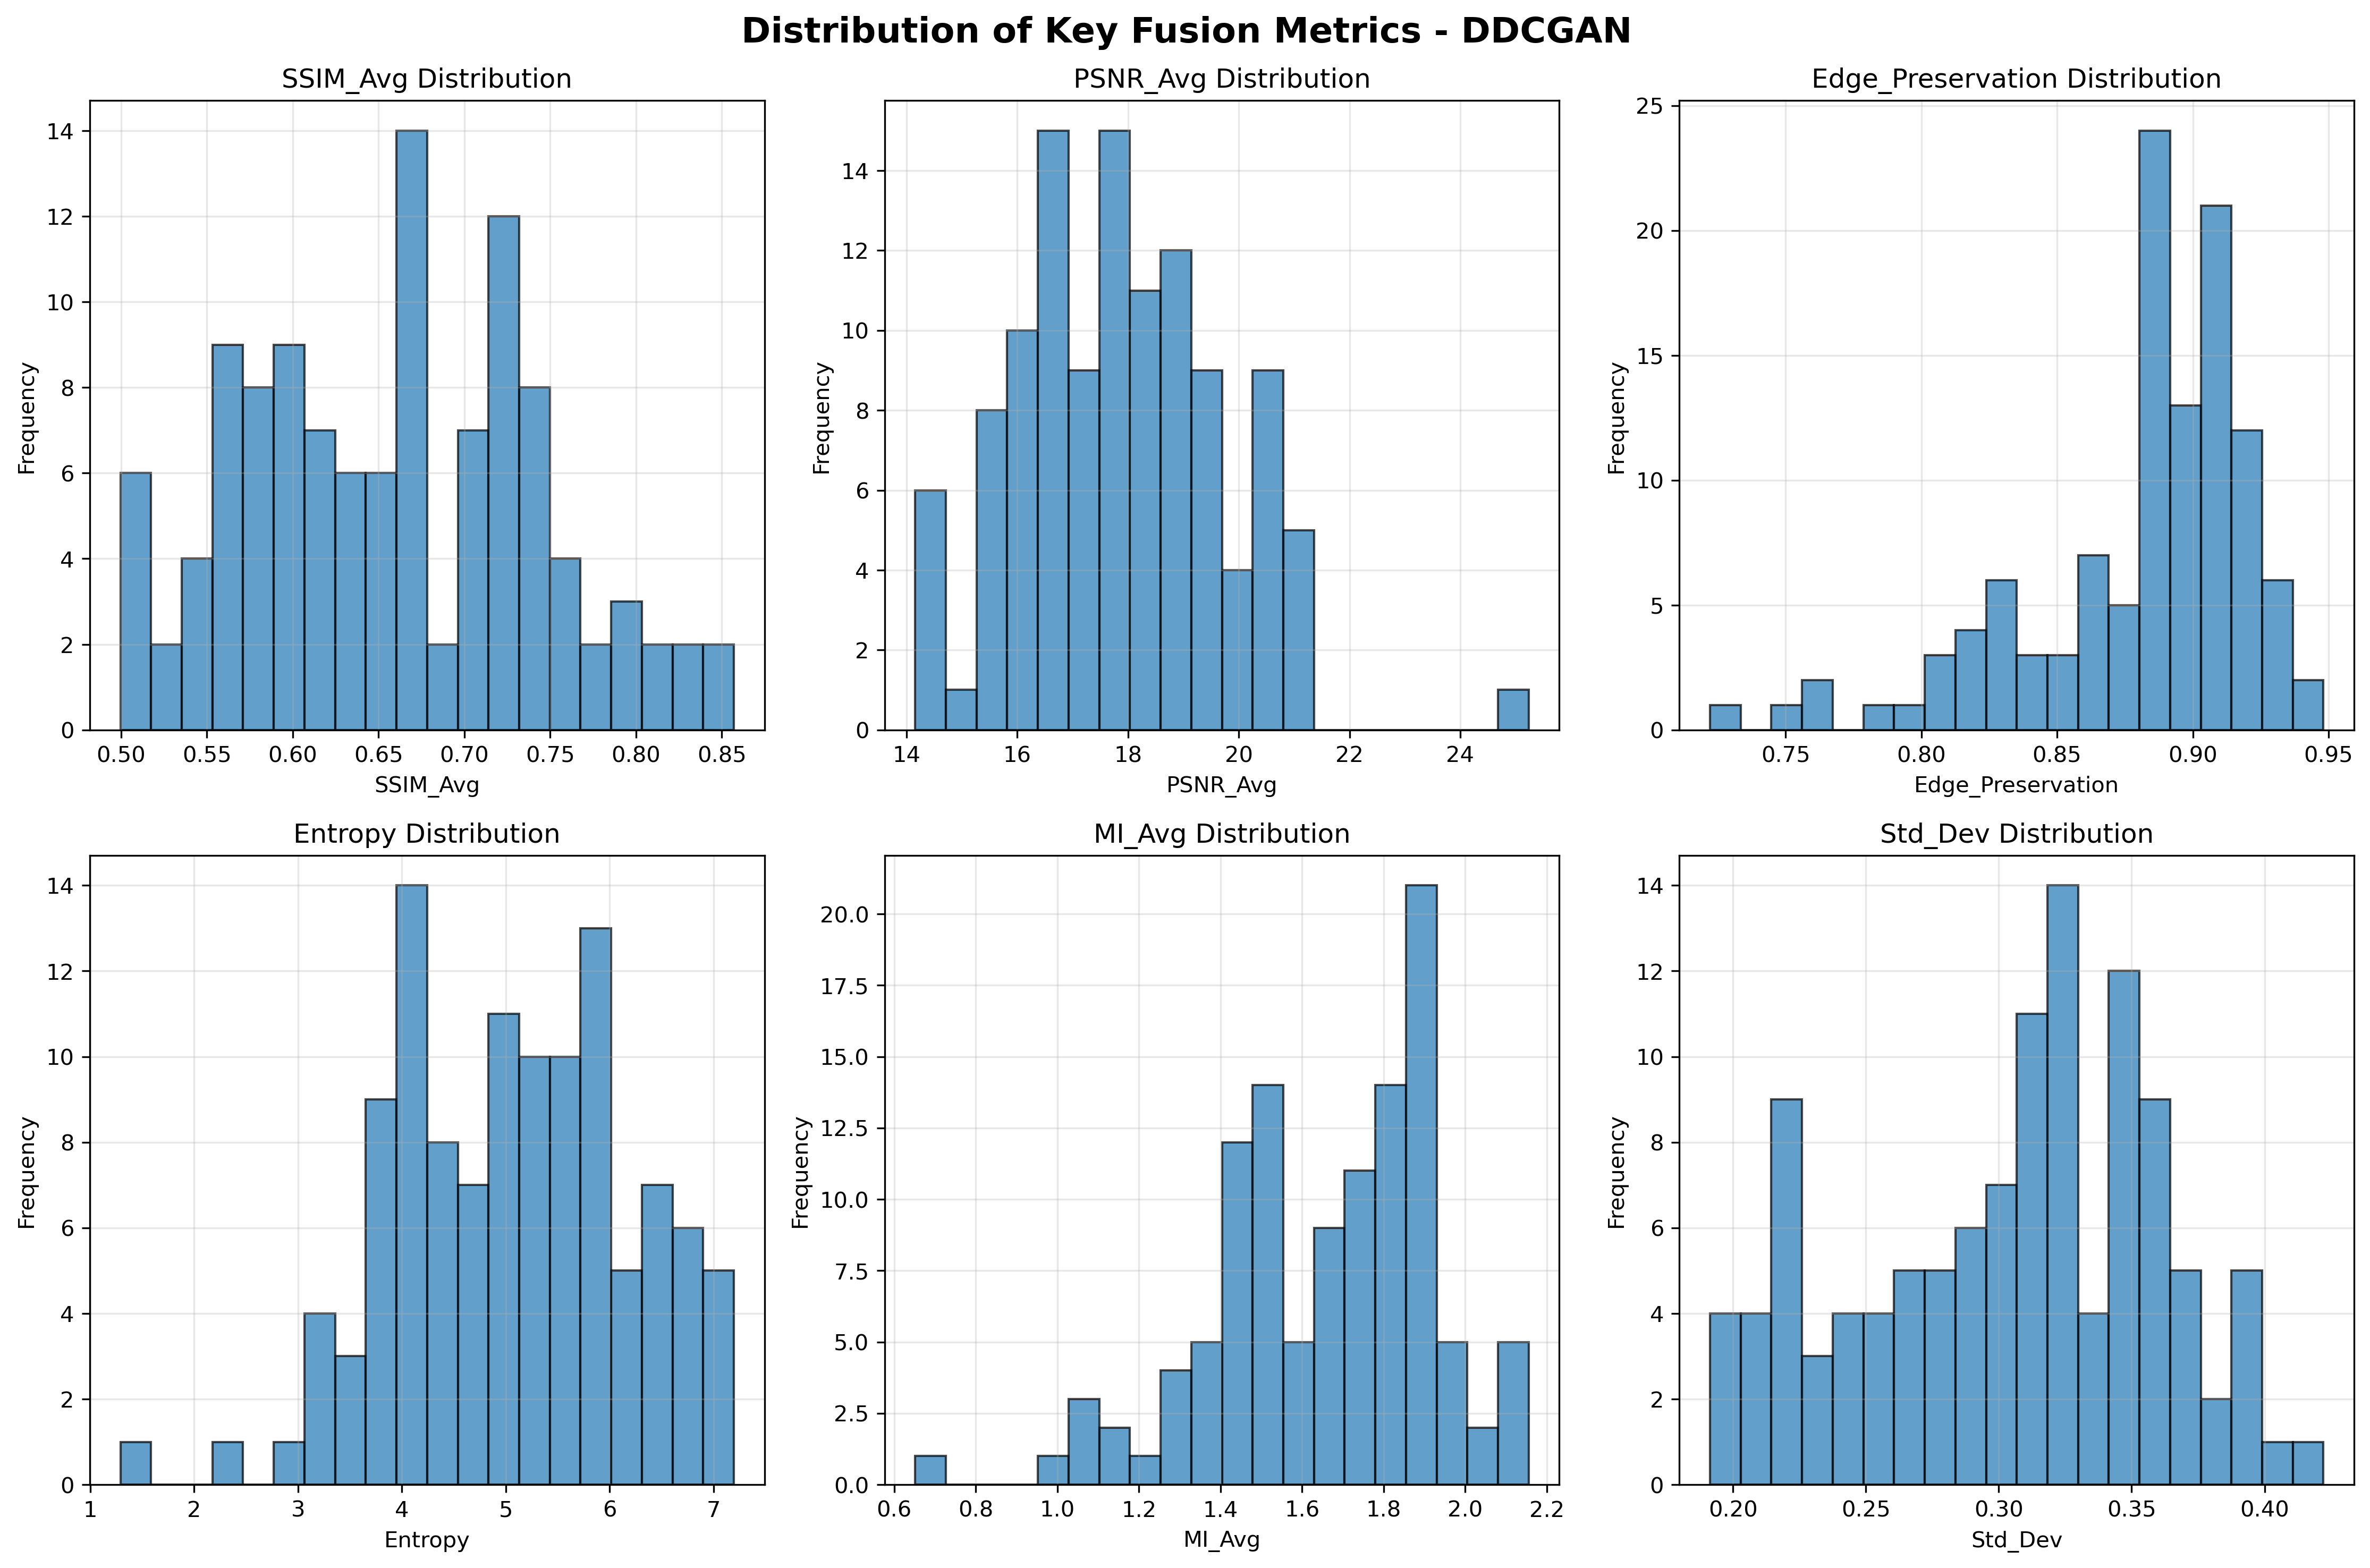 Distribution of Key Fusion Metrics - DDCGAN
SSIM_Avg Distribution
14
12
10
8
6
4
2
0
Frequency
0.50 0.55 0.60 0.65 0.70 0.75 0.80 0.85
SSIM_Avg
PSNR_Avg Distribution
14
12
10
8
6
4
2
0
Frequency
14 16 18 20 22 24
PSNR_Avg
Edge_Preservation Distribution
25
20
15
10
5
0
Frequency
0.75 0.80 0.85 0.90 0.95
Edge_Preservation
Entropy Distribution
14
12
10
8
6
4
2
0
Frequency
1 2 3 4 5 6 7
Entropy
MI_Avg Distribution
20.0
17.5
15.0
12.5
10.0
7.5
5.0
2.5
0.0
Frequency
0.6 0.8 1.0 1.2 1.4 1.6 1.8 2.0 2.2
MI_Avg
Std_Dev Distribution
14
12
10
8
6
4
2
0
Frequency
0.20 0.25 0.30 0.35 0.40
Std_Dev